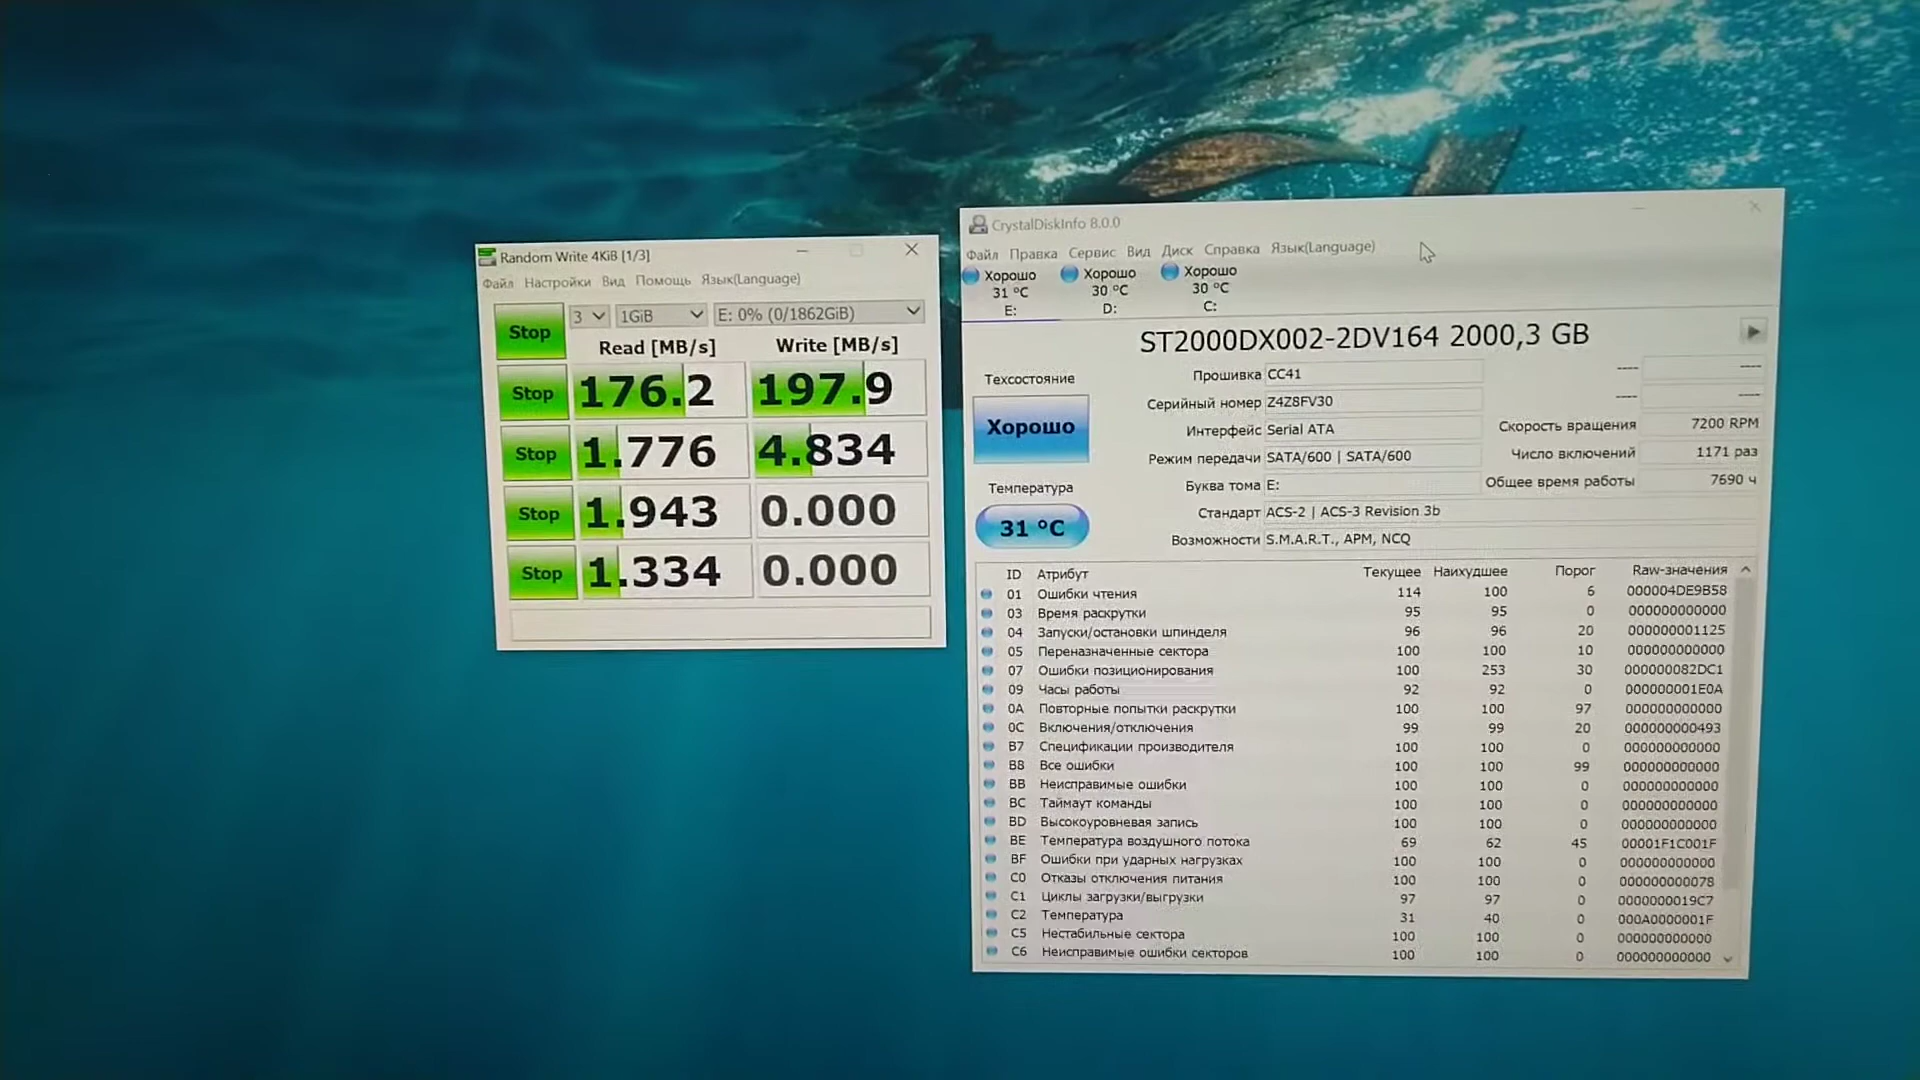 Random Write 4KiB [1/3]
Файл Настройки Вид Помощь Язык(Language)
Stop 3 1GiB E: 0% (0/1862GiB)
Read [MB/s] Write [MB/s]
Stop 176.2 197.9
Stop 1.776 4.834
Stop 1.943 0.000
Stop 1.334 0.000
CrystalDiskInfo 8.0.0
Файл Правка Сервис Вид Диск Справка Язык(Language)
Хорошо Хорошо Хорошо
31 °C 30 °C 30 °C
E: D: C:
ST2000DX002-2DV164 2000,3 GB
Техсостояние
Хорошо
Температура
31 °C
Прошивка CC41 ---- ----
Серийный номер Z4Z8FV30 ---- ----
Интерфейс Serial ATA Скорость вращения 7200 RPM
Режим передачи SATA/600 | SATA/600 Число включений 1171 раз
Буква тома E: Общее время работы 7690 ч
Стандарт ACS-2 | ACS-3 Revision 3b
Возможности S.M.A.R.T., APM, NCQ
ID Атрибут Текущее Наихудшее Порог Raw-значения
01 Ошибки чтения 114 100 6 000004DE9B58
03 Время раскрутки 95 95 0 000000000000
04 Запуски/остановки шпинделя 96 96 20 000000001125
05 Переназначенные сектора 100 100 10 000000000000
07 Ошибки позиционирования 100 253 30 000000082DC1
09 Часы работы 92 92 0 000000001E0A
0A Повторные попытки раскрутки 100 100 97 000000000000
0C Включения/отключения 99 99 20 000000000493
B7 Спецификации производителя 100 100 0 000000000000
B8 Все ошибки 100 100 99 000000000000
BB Неисправимые ошибки 100 100 0 000000000000
BC Таймаут команды 100 100 0 000000000000
BD Высокоуровневая запись 100 100 0 000000000000
BE Температура воздушного потока 69 62 45 00001F1C001F
BF Ошибки при ударных нагрузках 100 100 0 000000000000
C0 Отказы отключения питания 100 100 0 000000000078
C1 Циклы загрузки/выгрузки 97 97 0 0000000019C7
C2 Температура 31 40 0 000A0000001F
C5 Нестабильные сектора 100 100 0 000000000000
C6 Неисправимые ошибки секторов 100 100 0 000000000000